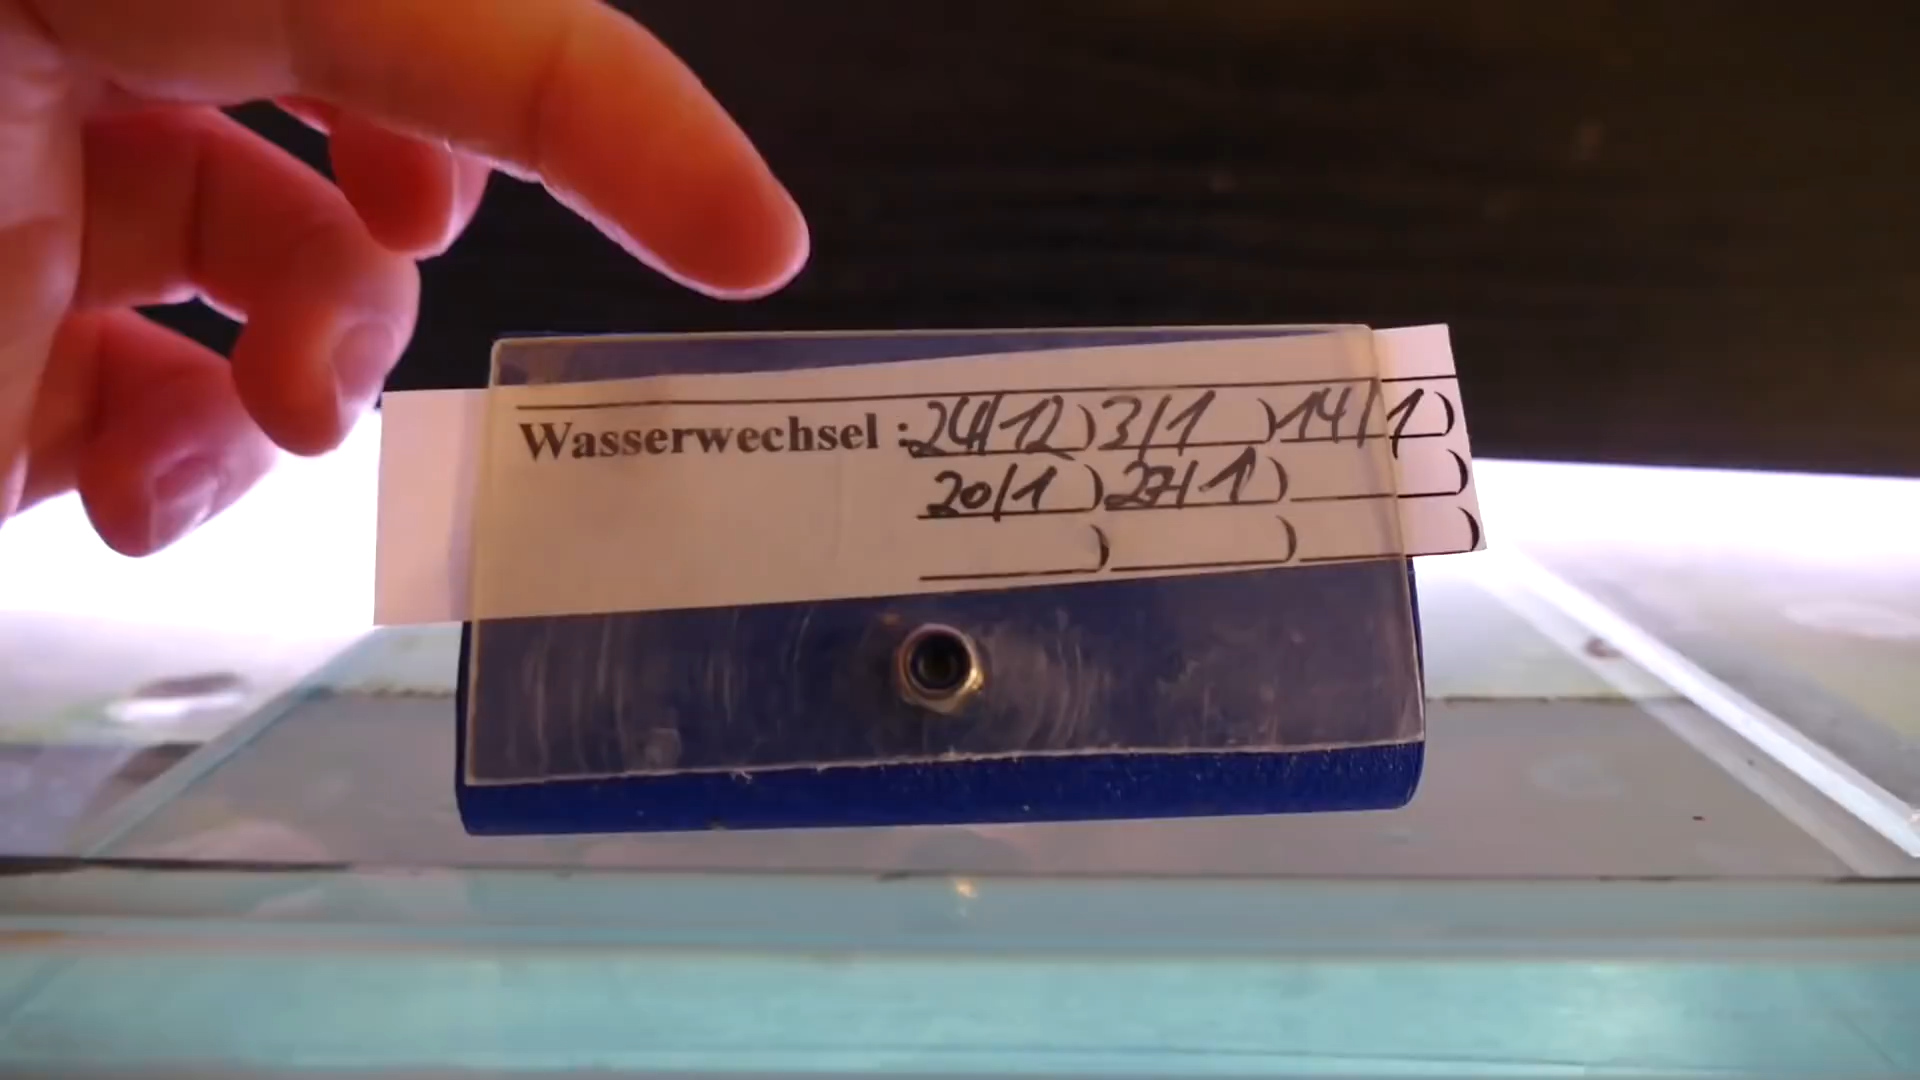 Wasserwechsel : 24/12 ) 3/1 ) 14/1 )
20/1 ) 27/1 ) )
) ) )